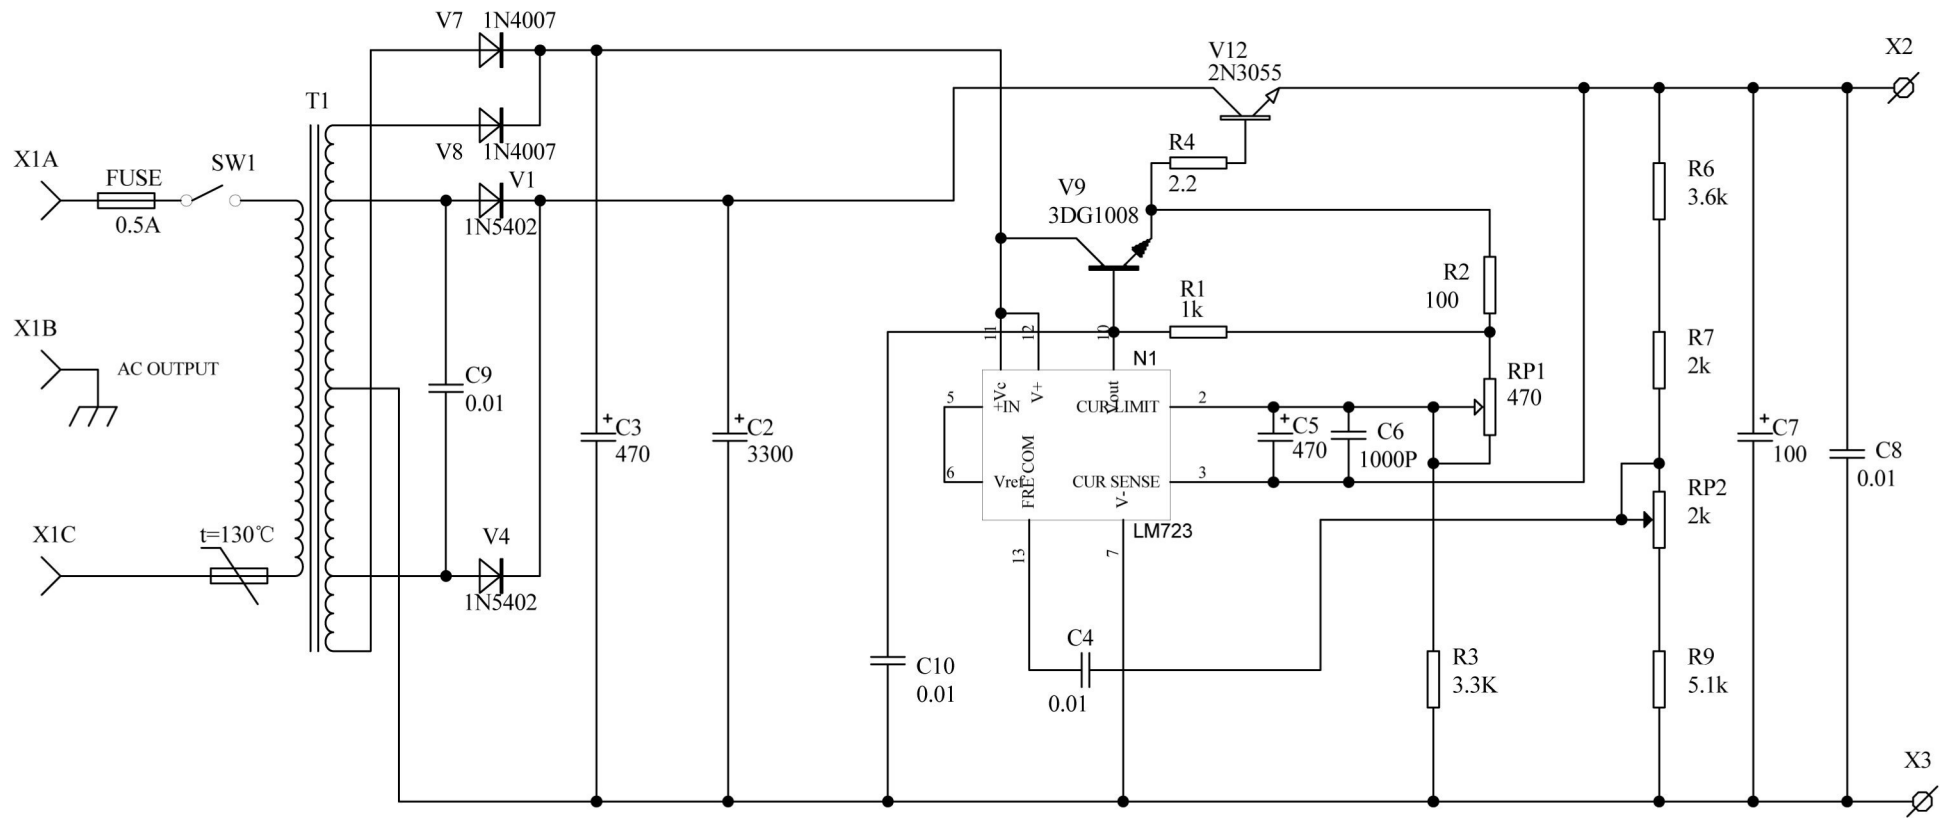 V7 1N4007
V8 1N4007
T1
X1A
FUSE
0.5A
SW1
V1
1N5402
X1B
AC OUTPUT
C9
0.01
X1C
t=130℃
V4
1N5402
+
C3
470
+
C2
3300
V12
2N3055
R4
2.2
V9
3DG1008
R2
100
R1
1k
11
12
10
N1
Vc
V+
Vout
5
+IN
CUR LIMIT
2
6
Vref
FRE COM
CUR SENSE
3
V-
LM723
13
7
+
C5
470
C6
1000P
RP1
470
C10
0.01
C4
0.01
R3
3.3K
X2
R6
3.6k
R7
2k
RP2
2k
R9
5.1k
+
C7
100
C8
0.01
X3